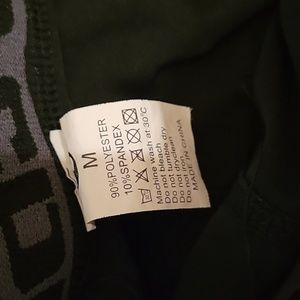 M
90%POLYESTER
10%SPANDEX
Machine wash at 30°C
Do not bleach
Do not tumble dry
Do not dryclean
Do not iron
MADE IN CHINA